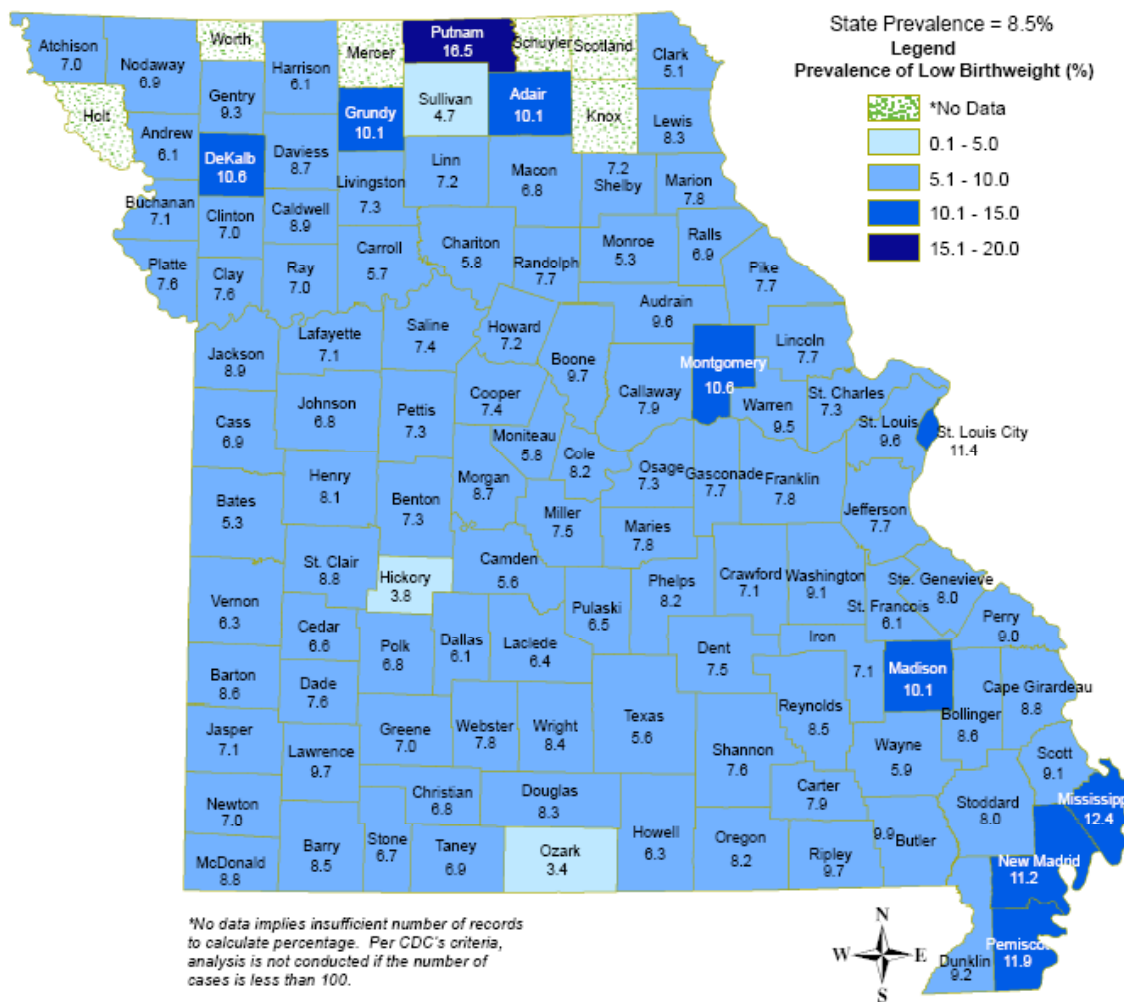 State Prevalence = 8.5%
Legend
Prevalence of Low Birthweight (%)
*No Data
0.1 - 5.0
5.1 - 10.0
10.1 - 15.0
15.1 - 20.0
Atchison
7.0
Nodaway
6.9
Worth
Harrison
6.1
Mercer
Putnam
16.5
Schuyler
Scotland
Clark
5.1
Holt
Gentry
9.3
Grundy
10.1
Sullivan
4.7
Adair
10.1
Knox
Lewis
8.3
Andrew
6.1
DeKalb
10.6
Daviess
8.7
Livingston
7.3
Linn
7.2
Macon
6.8
7.2
Shelby
Marion
7.8
Buchanan
7.1
Clinton
7.0
Caldwell
8.9
Carroll
5.7
Chariton
5.8
Randolph
7.7
Monroe
5.3
Ralls
6.9
Pike
7.7
Platte
7.6
Clay
7.6
Ray
7.0
Audrain
9.6
Jackson
8.9
Lafayette
7.1
Saline
7.4
Howard
7.2
Boone
9.7
Callaway
7.9
Montgomery
10.6
Lincoln
7.7
Warren
9.5
St. Charles
7.3
St. Louis
9.6
St. Louis City
11.4
Cass
6.9
Johnson
6.8
Pettis
7.3
Cooper
7.4
Moniteau
5.8
Cole
8.2
Osage
7.3
Gasconade
7.7
Franklin
7.8
Jefferson
7.7
Bates
5.3
Henry
8.1
Benton
7.3
Morgan
8.7
Miller
7.5
Maries
7.8
St. Clair
8.8
Hickory
3.8
Camden
5.6
Pulaski
6.5
Phelps
8.2
Crawford
7.1
Washington
9.1
Ste. Genevieve
8.0
St. Francois
6.1
Perry
9.0
Vernon
6.3
Cedar
6.6
Polk
6.8
Dallas
6.1
Laclede
6.4
Dent
7.5
Iron
7.1
Madison
10.1
Cape Girardeau
8.8
Bollinger
8.6
Barton
8.6
Dade
7.6
Greene
7.0
Webster
7.8
Wright
8.4
Texas
5.6
Reynolds
8.5
Shannon
7.6
Wayne
5.9
Scott
9.1
Jasper
7.1
Lawrence
9.7
Christian
6.8
Douglas
8.3
Carter
7.9
Stoddard
8.0
Mississipp
12.4
Newton
7.0
McDonald
8.8
Barry
8.5
Stone
6.7
Taney
6.9
Ozark
3.4
Howell
6.3
Oregon
8.2
Ripley
9.7
9.9
Butler
New Madrid
11.2
Dunklin
9.2
Pemisco
11.9
*No data implies insufficient number of records
to calculate percentage. Per CDC's criteria,
analysis is not conducted if the number of
cases is less than 100.
N
W E
S